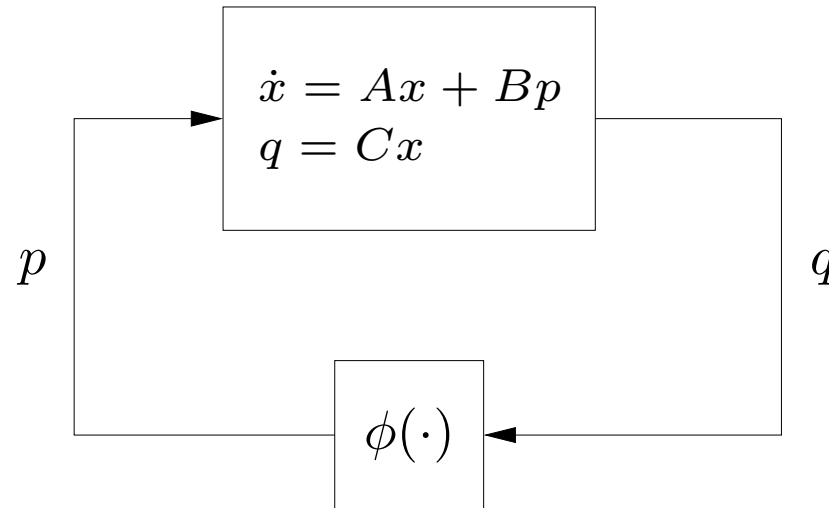 ẋ = Ax + Bp
q = Cx
p
q
ϕ(·)